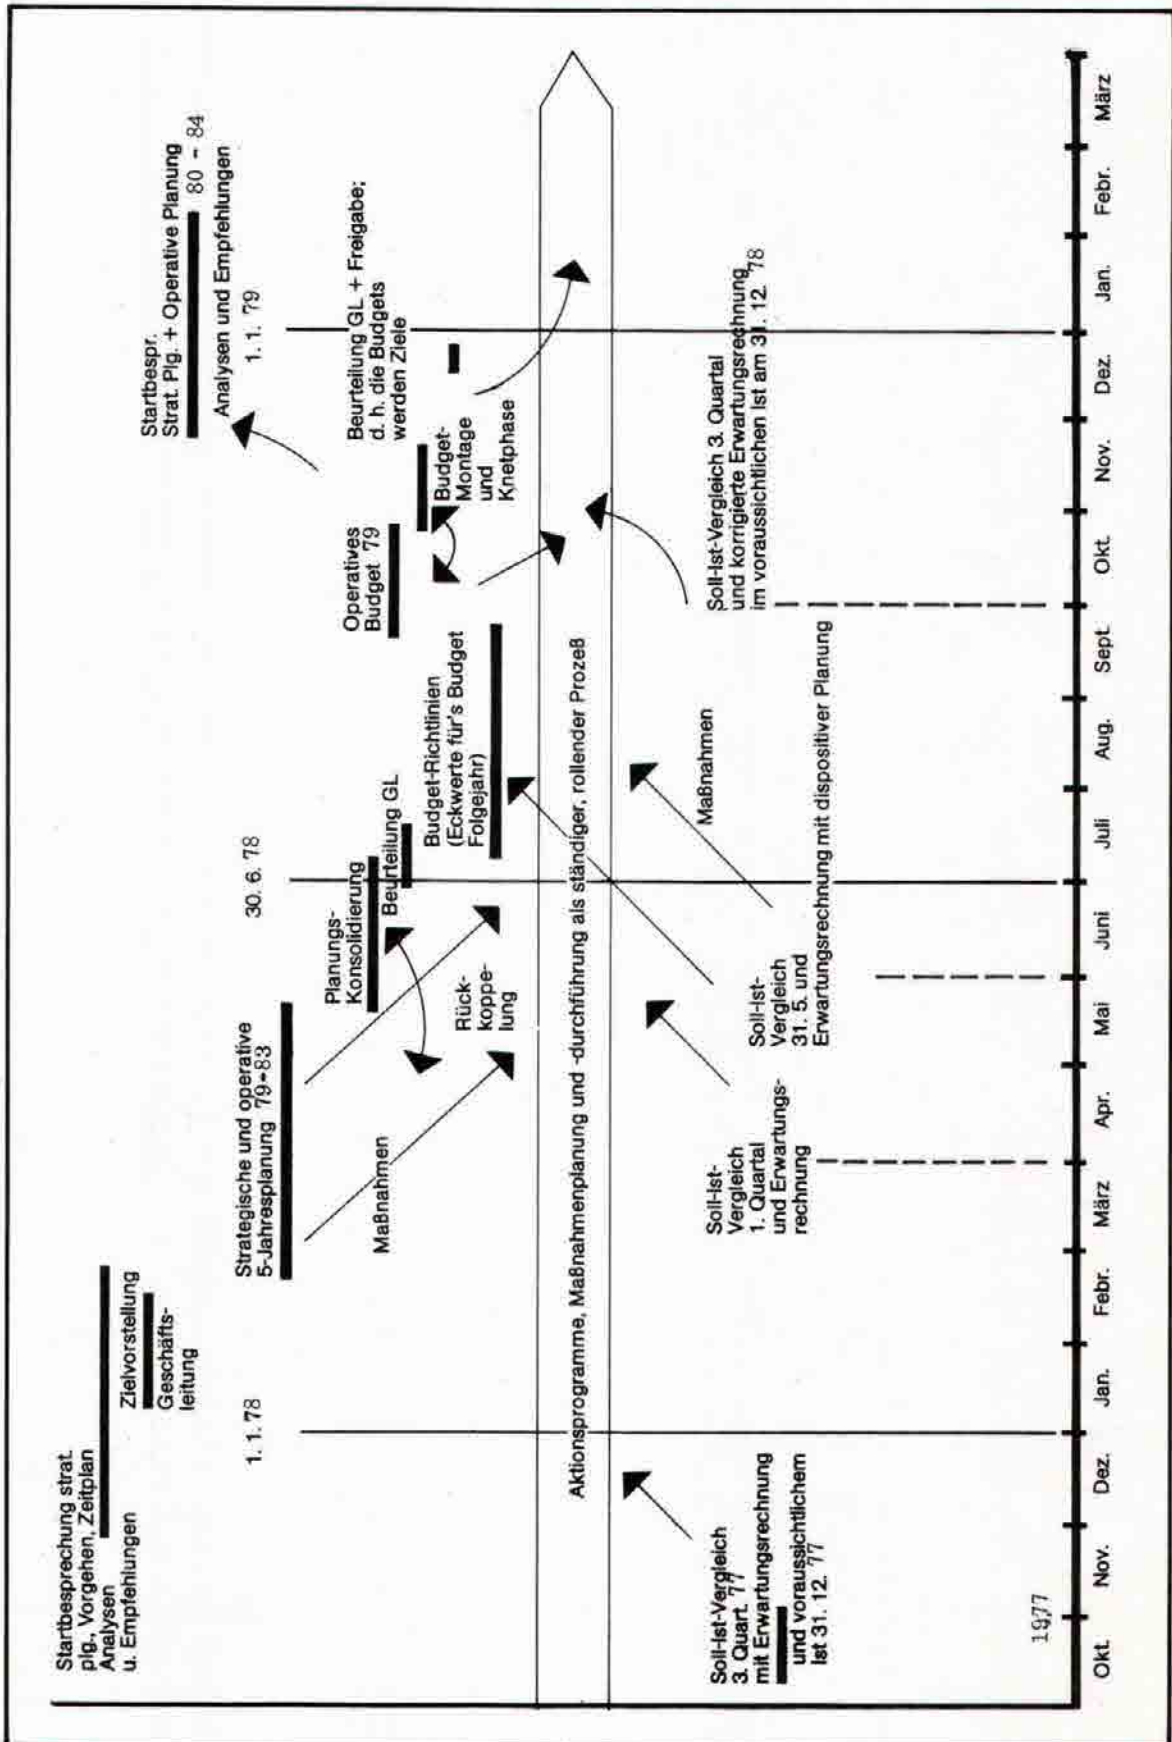 Startbesprechung strat.
plg., Vorgehen, Zeitplan
Analysen
u. Empfehlungen
Zielvorstellung
Geschäfts-
leitung
1. 1. 78
Strategische und operative
5-Jahresplanung 79-83
Maßnahmen
Planungs-
Konsolidierung
Beurteilung GL
Rück-
koppe-
lung
30. 6. 78
Budget-Richtlinien
(Eckwerte für's Budget
Folgejahr)
Operatives
Budget 79
Budget-
Montage
und
Knetphase
Beurteilung GL + Freigabe;
d. h. die Budgets
werden Ziele
Startbespr.
Strat. Plg. + Operative Planung
80 - 84
Analysen und Empfehlungen
1. 1. 79
Aktionsprogramme, Maßnahmenplanung und -durchführung als ständiger, rollender Prozeß
Soll-Ist-Vergleich
3. Quart. 77
mit Erwartungsrechnung
und voraussichtlichem
Ist 31. 12. 77
Soll-Ist-
Vergleich
1. Quartal
und Erwartungs-
rechnung
Soll-Ist-
Vergleich
31. 5. und
Erwartungsrechnung mit dispositiver Planung
Maßnahmen
Soll-Ist-Vergleich 3. Quartal
und korrigierte Erwartungsrechnung
im voraussichtlichen Ist am 31. 12. 78
1977
Okt. Nov. Dez. Jan. Febr. März Apr. Mai Juni Juli Aug. Sept. Okt. Nov. Dez. Jan. Febr. März